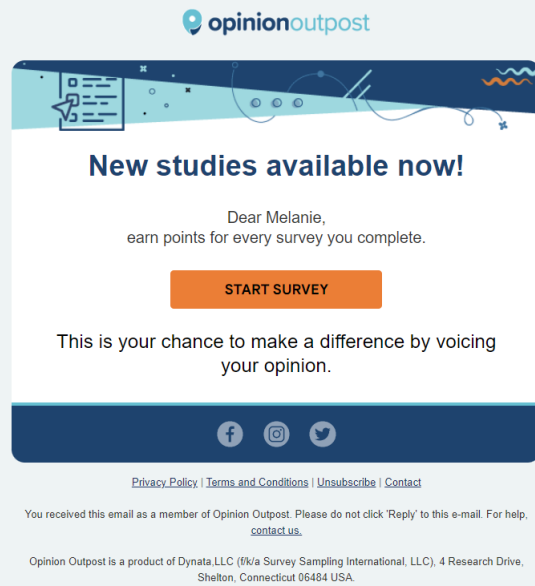 opinionoutpost
New studies available now!
Dear Melanie,
earn points for every survey you complete.
START SURVEY
This is your chance to make a difference by voicing
your opinion.
Privacy Policy | Terms and Conditions | Unsubscribe | Contact
You received this email as a member of Opinion Outpost. Please do not click 'Reply' to this e-mail. For help,
contact us.
Opinion Outpost is a product of Dynata,LLC (f/k/a Survey Sampling International, LLC), 4 Research Drive,
Shelton, Connecticut 06484 USA.